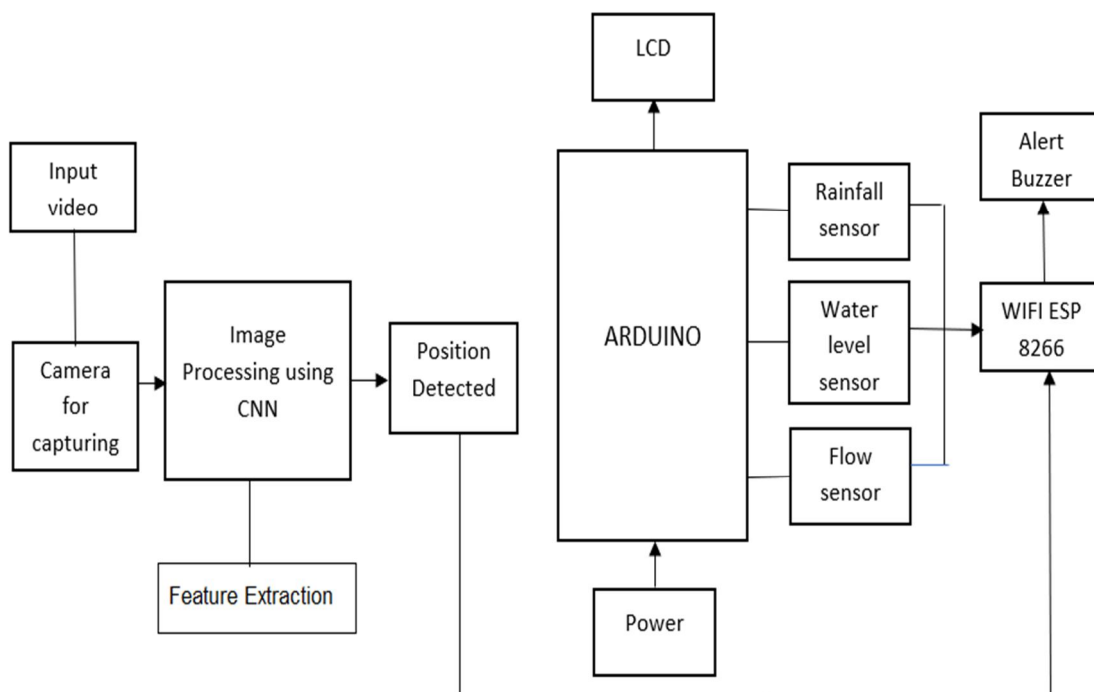 Input
video
Camera
for
capturing
Image
Processing using
CNN
Feature Extraction
Position
Detected
LCD
ARDUINO
Power
Rainfall
sensor
Water
level
sensor
Flow
sensor
Alert
Buzzer
WIFI ESP
8266